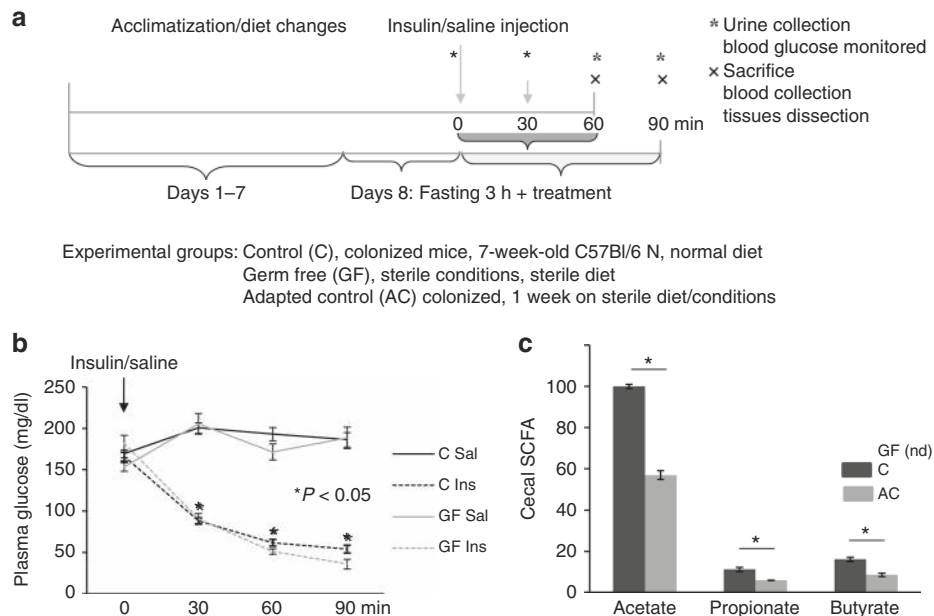 a
Acclimatization/diet changes
Insulin/saline injection
* Urine collection
blood glucose monitored
× Sacrifice
blood collection
tissues dissection
* * * *
× ×
0 30 60 90 min
Days 1–7
Days 8: Fasting 3 h + treatment
Experimental groups: Control (C), colonized mice, 7-week-old C57Bl/6 N, normal diet
Germ free (GF), sterile conditions, sterile diet
Adapted control (AC) colonized, 1 week on sterile diet/conditions
b
Insulin/saline
Plasma glucose (mg/dl)
250
200
150
100
50
0
0 30 60 90 min
* * *
*P < 0.05
C Sal
C Ins
GF Sal
GF Ins
c
Cecal SCFA
100
80
60
40
20
0
* * *
Acetate Propionate Butyrate
GF (nd)
C
AC